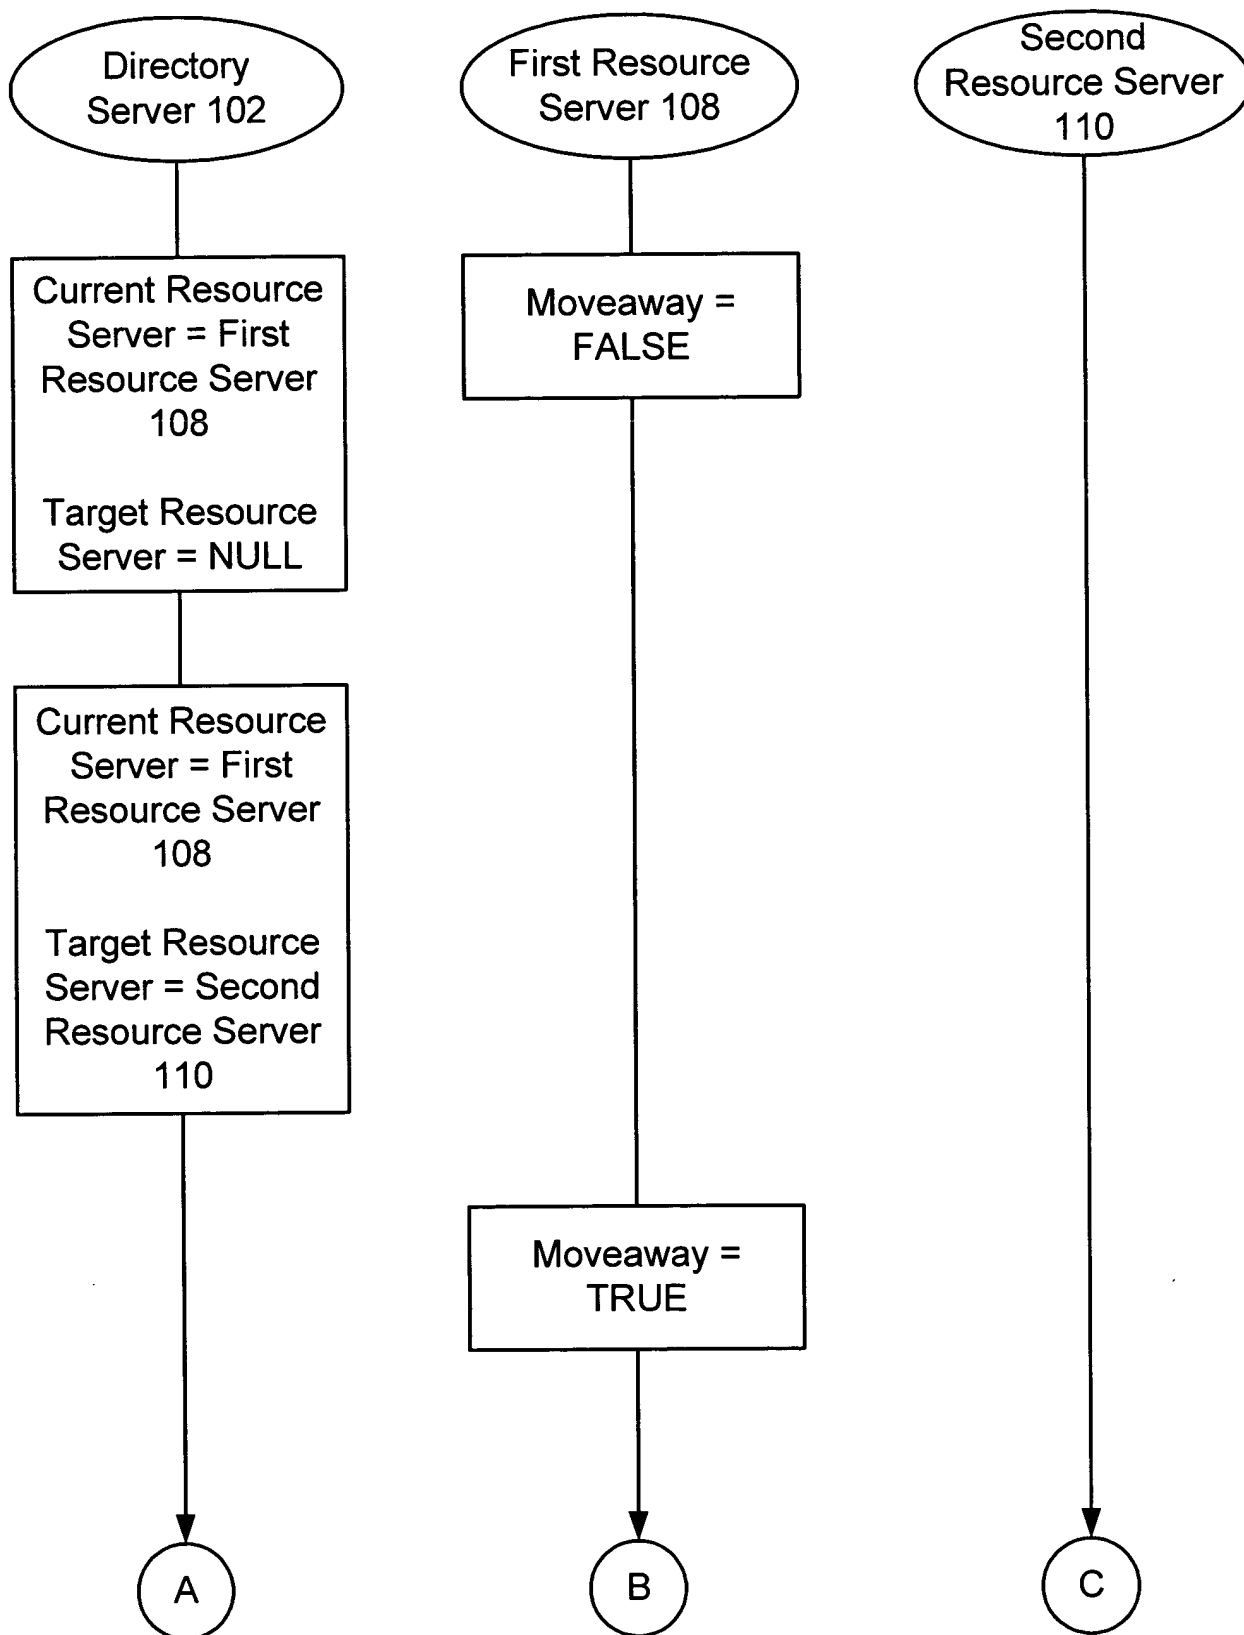 Directory
Server 102
First Resource
Server 108
Second
Resource Server
110
Current Resource
Server = First
Resource Server
108
Target Resource
Server = NULL
Moveaway =
FALSE
Current Resource
Server = First
Resource Server
108
Target Resource
Server = Second
Resource Server
110
Moveaway =
TRUE
A
B
C